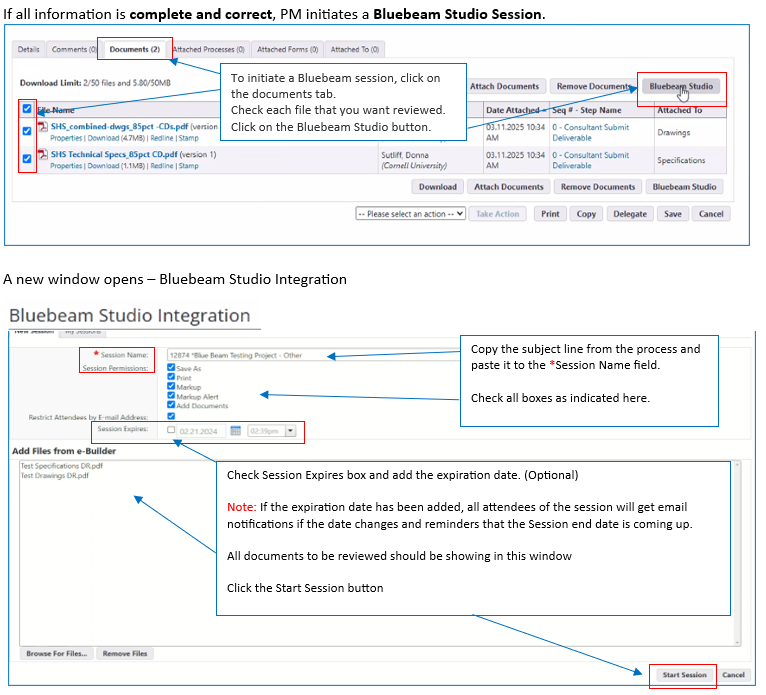 If all information is complete and correct, PM initiates a Bluebeam Studio Session.
Details
Comments (0)
Documents (2)
Attached Processes (0)
Attached Forms (0)
Attached To (0)
Download Limit: 2/50 files and 5.80/50MB
To initiate a Bluebeam session, click on
the documents tab.
Check each file that you want reviewed.
Click on the Bluebeam Studio button.
Attach Documents
Remove Documents
Bluebeam Studio
File Name
Date Attached
Seq # - Step Name
Attached To
SHS_combined-dwgs_85pct -CDs.pdf (version
Properties | Download (4.7MB) | Redline | Stamp
03.11.2025 10:34
AM
0 - Consultant Submit
Deliverable
Drawings
SHS Technical Specs_85pct CD.pdf (version 1)
Properties | Download (1.1MB) | Redline | Stamp
Sutliff, Donna
(Cornell University)
03.11.2025 10:34
AM
0 - Consultant Submit
Deliverable
Specifications
Download
Attach Documents
Remove Documents
Bluebeam Studio
-- Please select an action --
Take Action
Print
Copy
Delegate
Save
Cancel
A new window opens – Bluebeam Studio Integration
Bluebeam Studio Integration
New Session
My Sessions
* Session Name:
12874 *Blue Beam Testing Project - Other
Session Permissions:
Save As
Print
Markup
Markup Alert
Add Documents
Restrict Attendees by E-mail Address:
Session Expires:
02.21.2024
02:39pm
Copy the subject line from the process and
paste it to the *Session Name field.
Check all boxes as indicated here.
Add Files from e-Builder
Test Specifications DR.pdf
Test Drawings DR.pdf
Check Session Expires box and add the expiration date. (Optional)
Note: If the expiration date has been added, all attendees of the session will get email
notifications if the date changes and reminders that the Session end date is coming up.
All documents to be reviewed should be showing in this window
Click the Start Session button
Browse For Files...
Remove Files
Start Session
Cancel